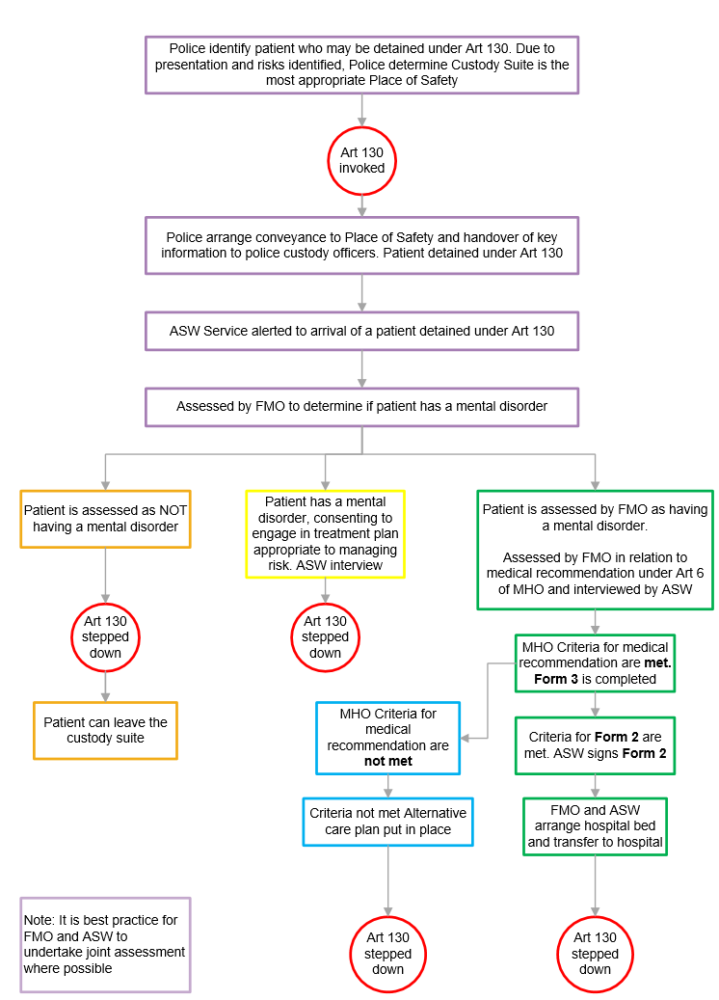 Police identify patient who may be detained under Art 130. Due to
presentation and risks identified, Police determine Custody Suite is the
most appropriate Place of Safety
Art 130
invoked
Police arrange conveyance to Place of Safety and handover of key
information to police custody officers. Patient detained under Art 130
ASW Service alerted to arrival of a patient detained under Art 130
Assessed by FMO to determine if patient has a mental disorder
Patient is assessed as NOT
having a mental disorder
Patient has a mental
disorder, consenting to
engage in treatment plan
appropriate to managing
risk. ASW interview
Patient is assessed by FMO as having
a mental disorder.
Assessed by FMO in relation to
medical recommendation under Art 6
of MHO and interviewed by ASW
Art 130
stepped
down
Art 130
stepped
down
MHO Criteria for medical
recommendation are met.
Form 3 is completed
Patient can leave the
custody suite
MHO Criteria for
medical
recommendation are
not met
Criteria for Form 2 are
met. ASW signs Form 2
Criteria not met Alternative
care plan put in place
FMO and ASW
arrange hospital bed
and transfer to hospital
Note: It is best practice for
FMO and ASW to
undertake joint assessment
where possible
Art 130
stepped
down
Art 130
stepped
down